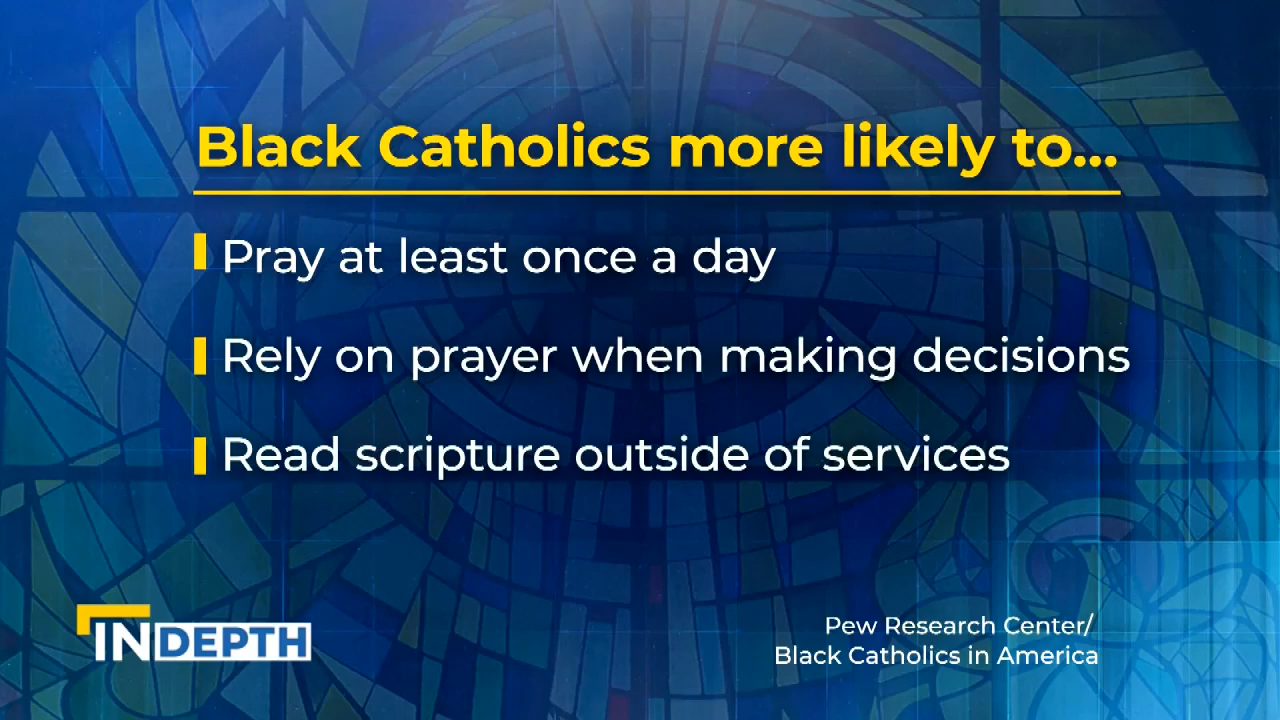 Black Catholics more likely to...
Pray at least once a day
Rely on prayer when making decisions
Read scripture outside of services
INDEPTH
Pew Research Center/
Black Catholics in America